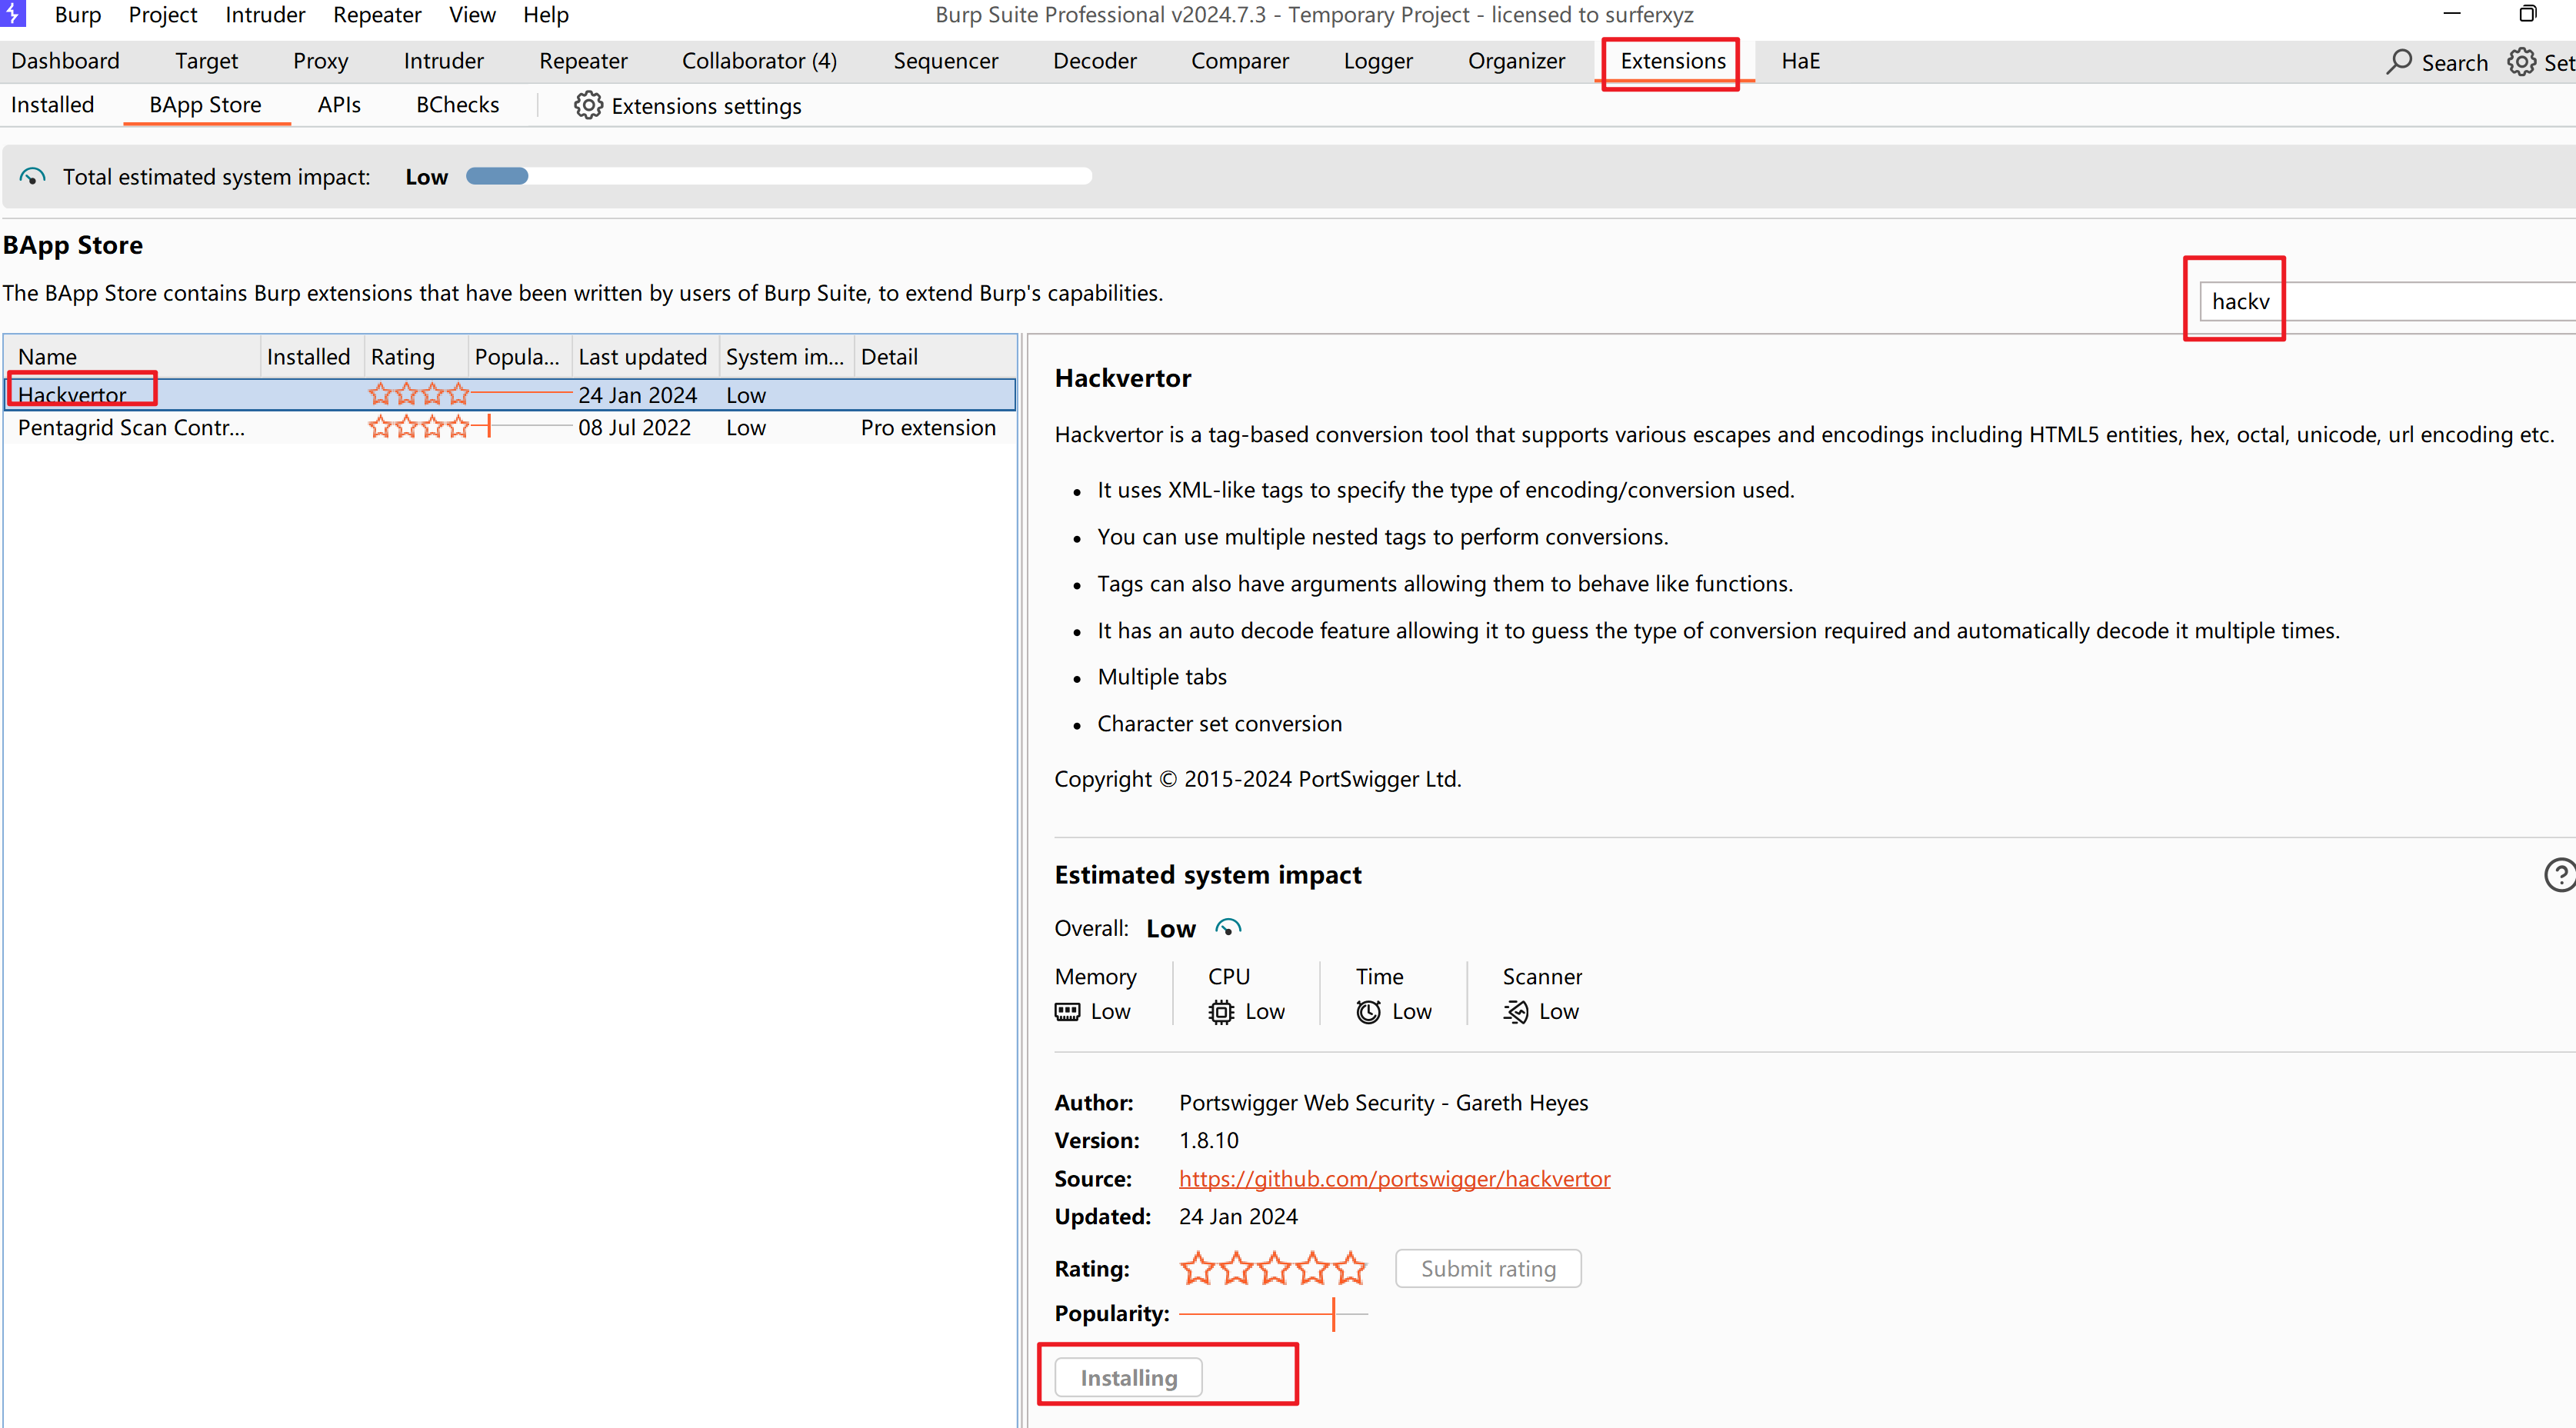 Burp Project Intruder Repeater View Help Burp Suite Professional v2024.7.3 - Temporary Project - licensed to surferxyz
Dashboard Target Proxy Intruder Repeater Collaborator (4) Sequencer Decoder Comparer Logger Organizer Extensions HaE Search Set
Installed BApp Store APIs BChecks Extensions settings
Total estimated system impact: Low
BApp Store
The BApp Store contains Burp extensions that have been written by users of Burp Suite, to extend Burp's capabilities.
hackv
Name Installed Rating Popula... Last updated System im... Detail
Hackvertor 24 Jan 2024 Low
Pentagrid Scan Contr... 08 Jul 2022 Low Pro extension
Hackvertor
Hackvertor is a tag-based conversion tool that supports various escapes and encodings including HTML5 entities, hex, octal, unicode, url encoding etc.
• It uses XML-like tags to specify the type of encoding/conversion used.
• You can use multiple nested tags to perform conversions.
• Tags can also have arguments allowing them to behave like functions.
• It has an auto decode feature allowing it to guess the type of conversion required and automatically decode it multiple times.
• Multiple tabs
• Character set conversion
Copyright © 2015-2024 PortSwigger Ltd.
Estimated system impact
Overall: Low
Memory CPU Time Scanner
Low Low Low Low
Author: Portswigger Web Security - Gareth Heyes
Version: 1.8.10
Source: https://github.com/portswigger/hackvertor
Updated: 24 Jan 2024
Rating: Submit rating
Popularity:
Installing